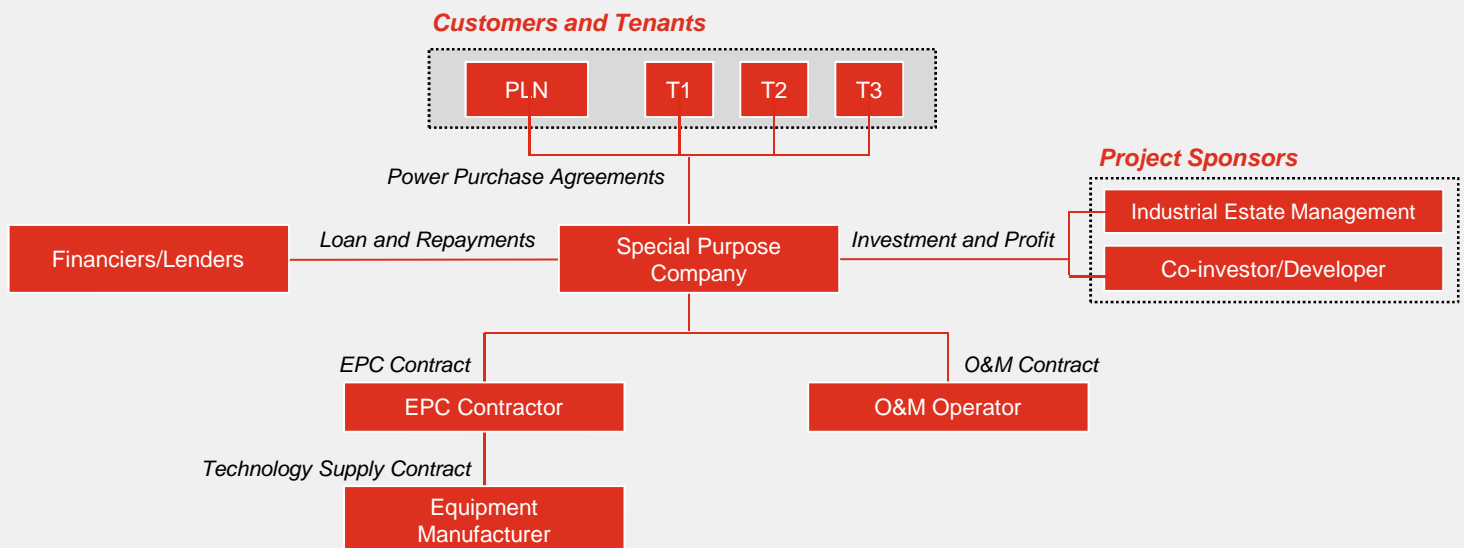 Customers and Tenants
PLN
T1
T2
T3
Power Purchase Agreements
Project Sponsors
Industrial Estate Management
Co-investor/Developer
Financiers/Lenders
Loan and Repayments
Special Purpose
Company
Investment and Profit
EPC Contract
O&M Contract
EPC Contractor
O&M Operator
Technology Supply Contract
Equipment
Manufacturer